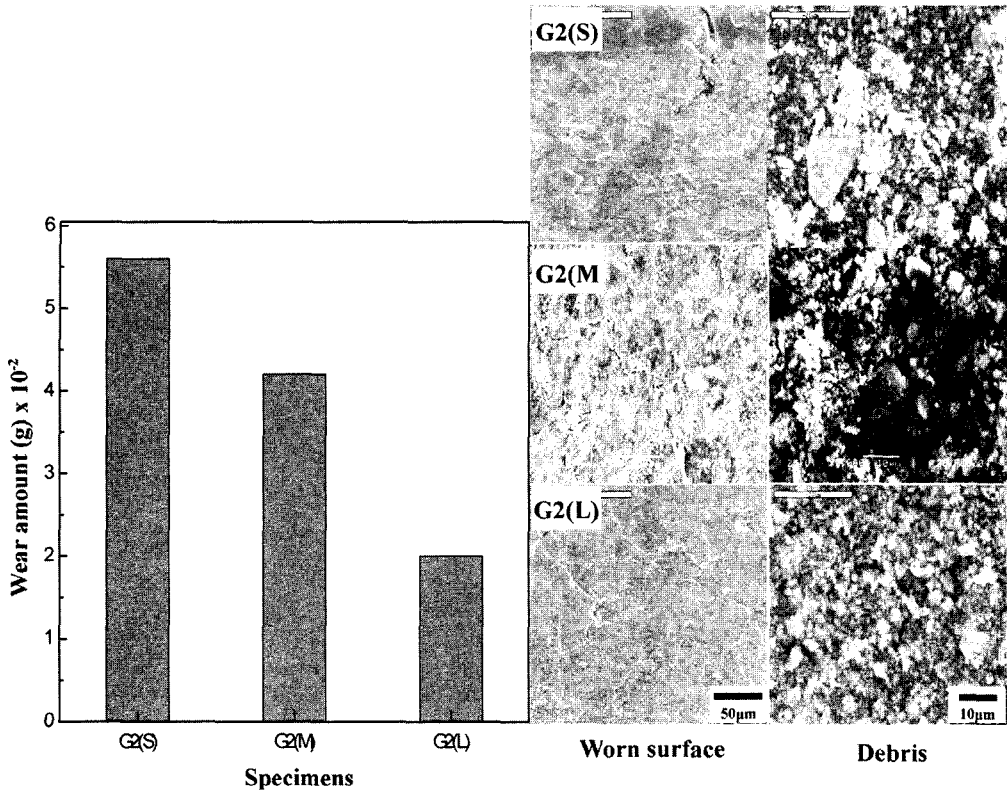 Wear amount (g) x 10⁻²
6
5
4
3
2
1
0
G2(S)
G2(M)
G2(L)
Specimens
G2(S)
G2(M
G2(L)
50μm
10μm
Worn surface
Debris